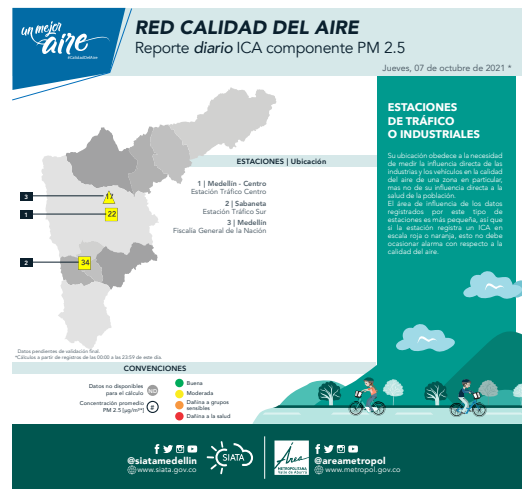 un mejor
aire
#CalidadDelAire
RED CALIDAD DEL AIRE
Reporte diario ICA componente PM 2.5
Jueves, 07 de octubre de 2021 *
ESTACIONES | Ubicación
1 | Medellín - Centro
Estación Tráfico Centro
2 | Sabaneta
Estación Tráfico Sur
3 | Medellín
Fiscalía General de la Nación
3
17
1
22
2
34
ESTACIONES
DE TRÁFICO
O INDUSTRIALES
Su ubicación obedece a la necesidad
de medir la influencia directa de las
industrias y los vehículos en la calidad
del aire de una zona en particular,
mas no de su influencia directa a la
salud de la población.
El área de influencia de los datos
registrados por este tipo de
estaciones es más pequeña, así que
si la estación registra un ICA en
escala roja o naranja, esto no debe
ocasionar alarma con respecto a la
calidad del aire.
Datos pendientes de validación final.
*Cálculos a partir de registros de las 00:00 a las 23:59 de este día.
CONVENCIONES
Datos no disponibles
para el cálculo
ND
Concentración promedio
PM 2.5 [µg/m³*]
#
Buena
Moderada
Dañina a grupos
sensibles
Dañina a la salud
@siatamedellin
www.siata.gov.co
SIATA
Área
METROPOLITANA
Valle de Aburrá
@areametropol
www.metropol.gov.co